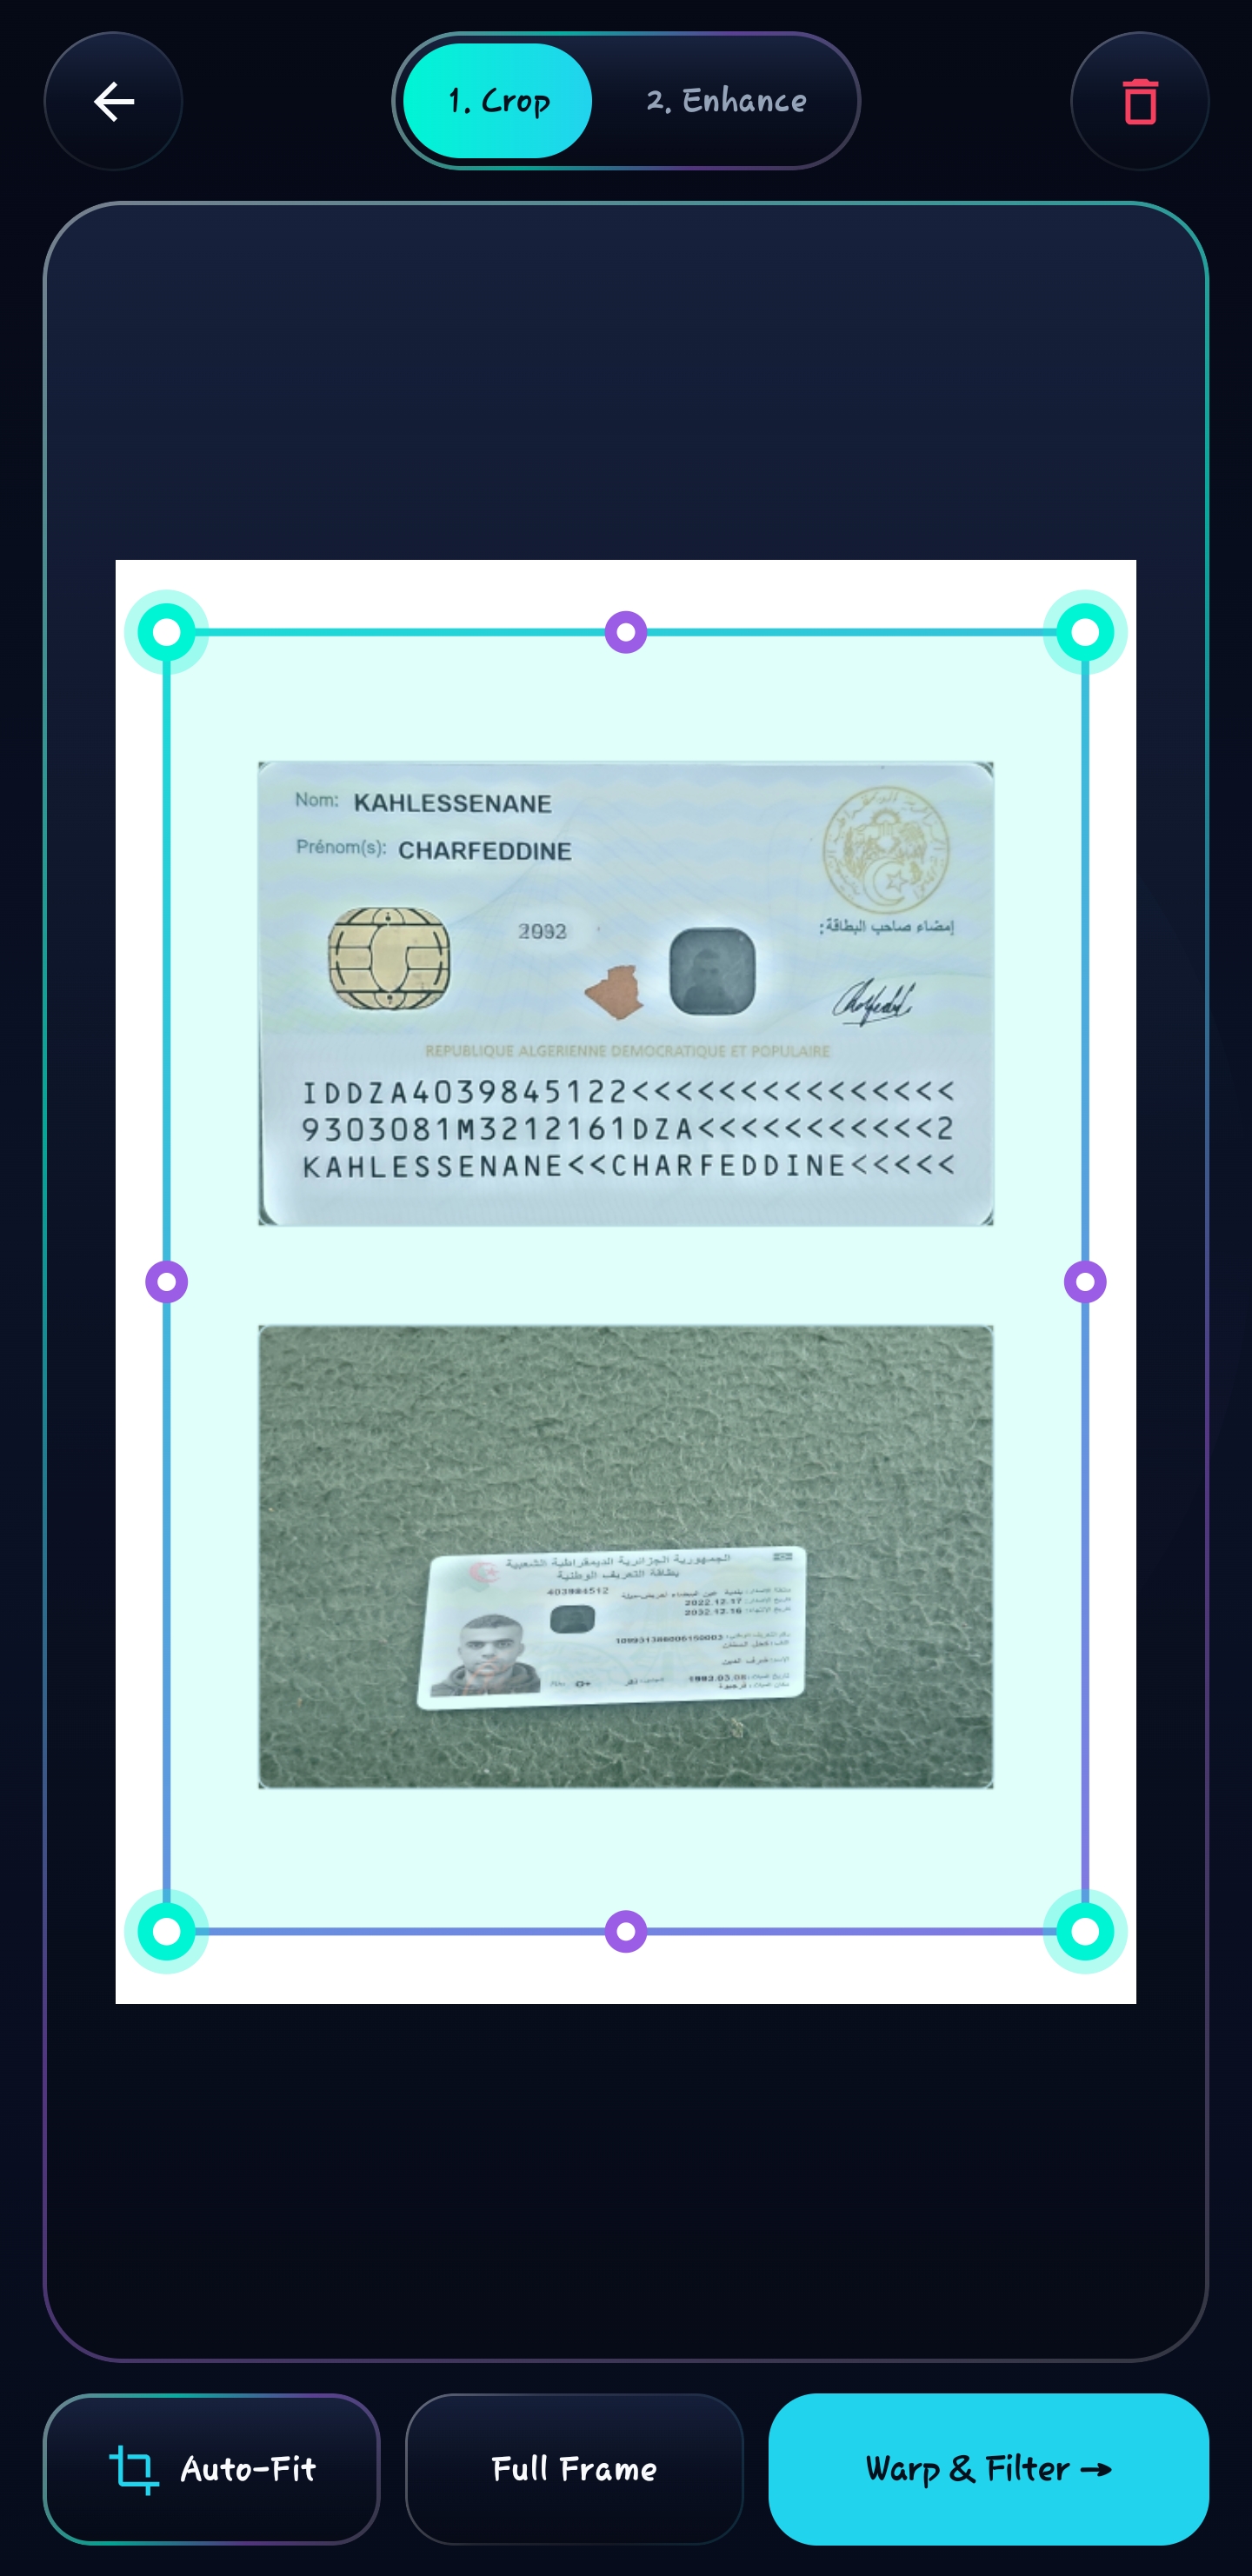 1. Crop
2. Enhance
Nom: KAHLESSENANE
Prénom(s): CHARFEDDINE
إمضاء صاحب البطاقة:
REPUBLIQUE ALGERIENNE DEMOCRATIQUE ET POPULAIRE
IDDZA4039845122<<<<<<<<<<<<<<<
9303081M3212161DZA<<<<<<<<<<<2
KAHLESSENANE<<CHARFEDDINE<<<<<
الجمهورية الجزائرية الديمقراطية الشعبية
بطاقة التعريف الوطنية
403984512
2022.12.17
2032.12.16
1993.03.08
O+
Auto-Fit
Full Frame
Warp & Filter →